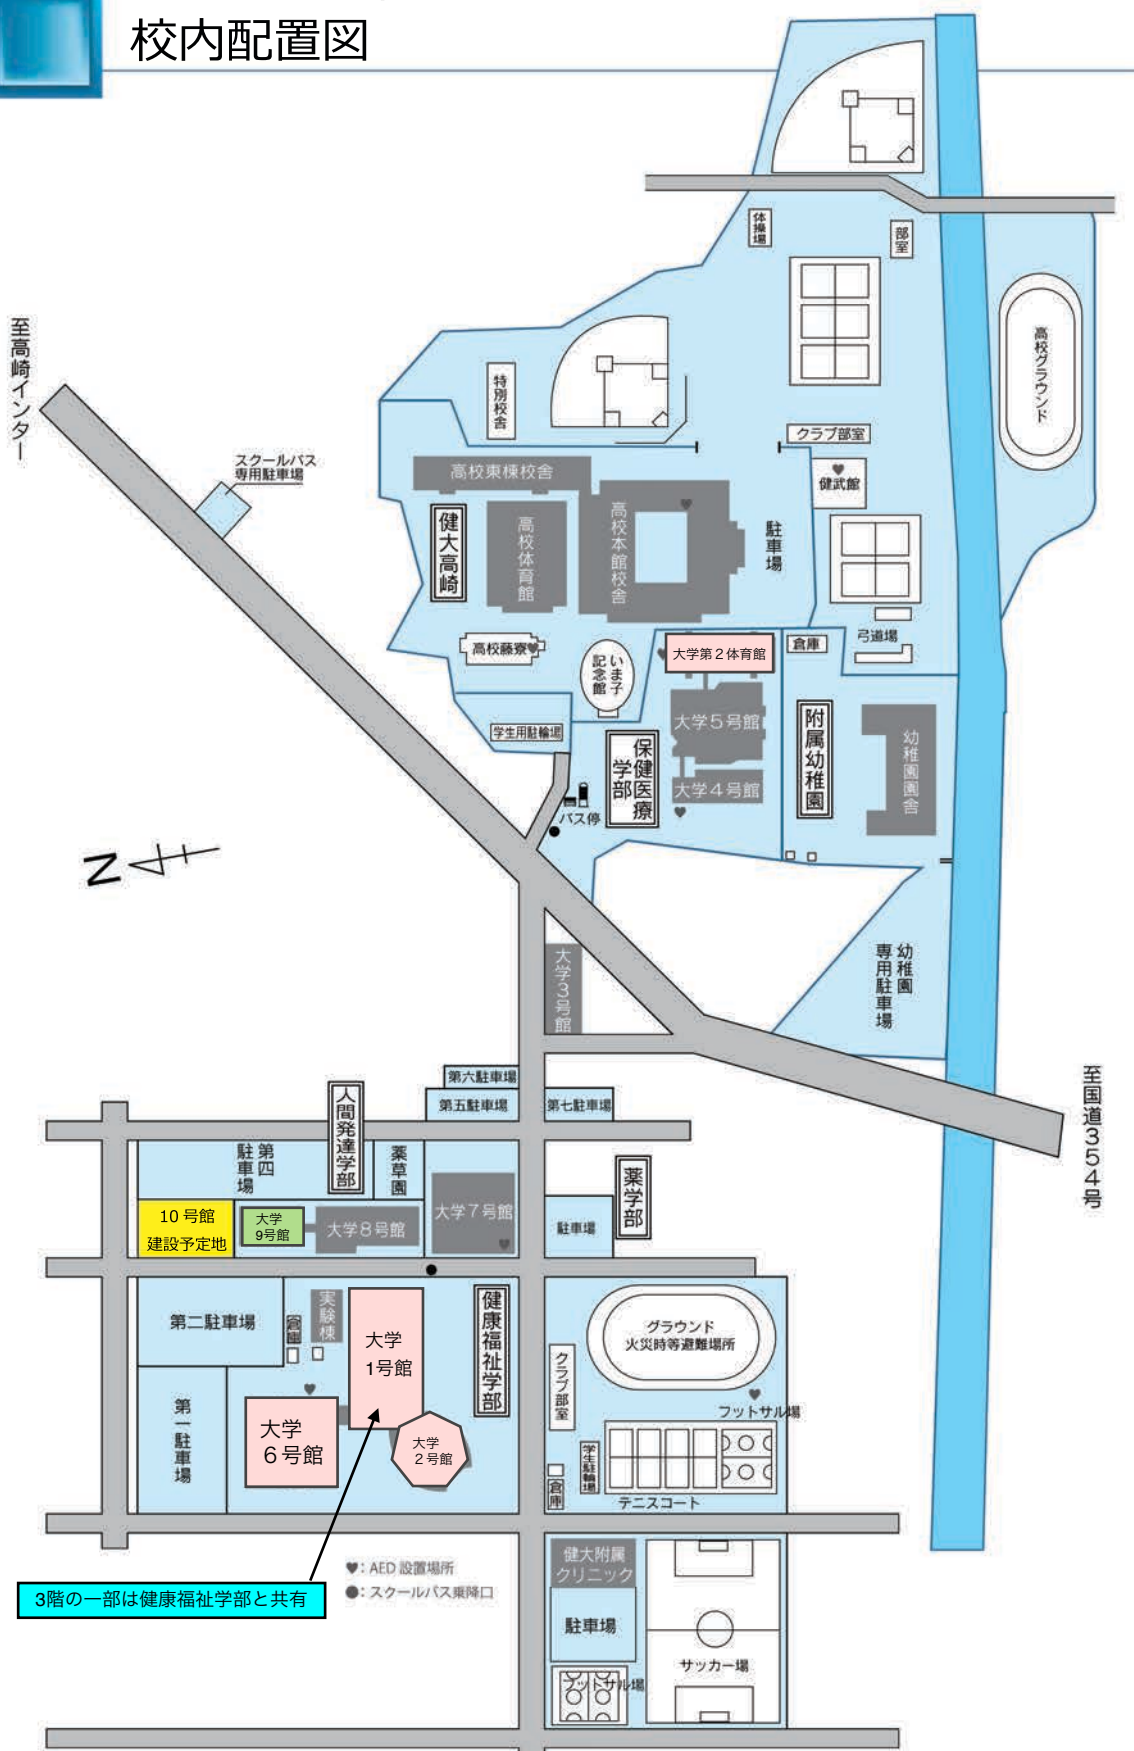 校内配置図
体操場
部室
至高崎インター
高校グラウンド
特別校舎
クラブ部室
スクールバス
専用駐車場
高校東棟校舎
健武館
健大高崎
高校体育館
高校本館校舎
駐車場
弓道場
高校藤寮
いま子
記念館
大学第2体育館
倉庫
学生用駐輪場
大学5号館
保健医療
学部
附属幼稚園
幼稚園園舎
大学4号館
バス停
N
大学3号館
幼稚園
専用駐車場
至国道354号
第六駐車場
第五駐車場
第七駐車場
人間発達学部
第四
駐車場
薬草園
薬学部
10号館
建設予定地
大学
9号館
大学8号館
大学7号館
駐車場
第二駐車場
倉庫
実験棟
大学
1号館
健康福祉学部
グラウンド
火災時等避難場所
クラブ部室
第一駐車場
大学
6号館
大学
2号館
フットサル場
学生駐輪場
倉庫
テニスコート
3階の一部は健康福祉学部と共有
♥：AED 設置場所
●：スクールバス乗降口
健大附属
クリニック
駐車場
サッカー場
フットサル場